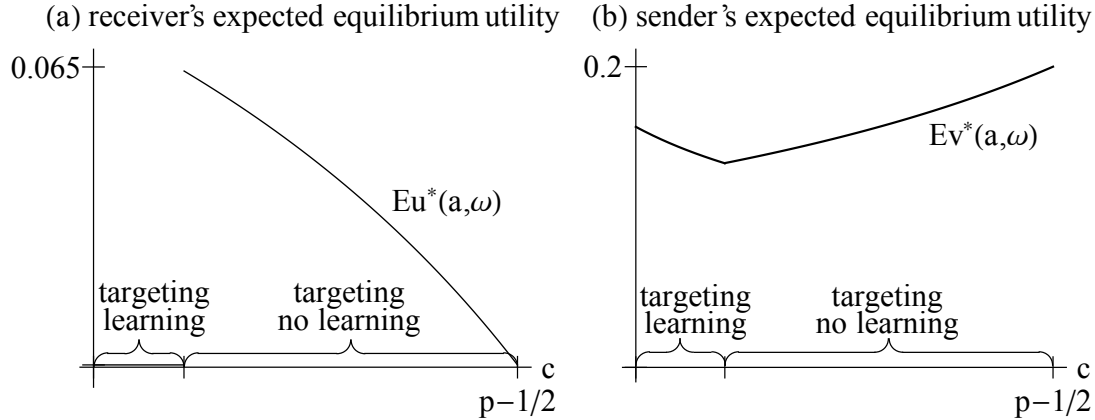 (a) receiver's expected equilibrium utility
0.065
Eu*(a,ω)
targeting
learning
targeting
no learning
c
p−1/2
(b) sender's expected equilibrium utility
0.2
Ev*(a,ω)
targeting
learning
targeting
no learning
c
p−1/2